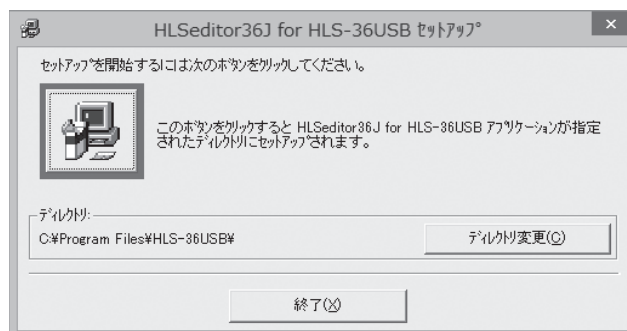 HLSeditor36J for HLS-36USB ｾｯﾄｱｯﾌﾟ
ｾｯﾄｱｯﾌﾟを開始するには次のﾎﾞﾀﾝをｸﾘｯｸしてください。
このﾎﾞﾀﾝをｸﾘｯｸすると HLSeditor36J for HLS-36USB ｱﾌﾟﾘｹｰｼｮﾝが指定
されたﾃﾞｨﾚｸﾄﾘにｾｯﾄｱｯﾌﾟされます。
ﾃﾞｨﾚｸﾄﾘ:
C:¥Program Files¥HLS-36USB¥
ﾃﾞｨﾚｸﾄﾘ変更(C)
終了(X)